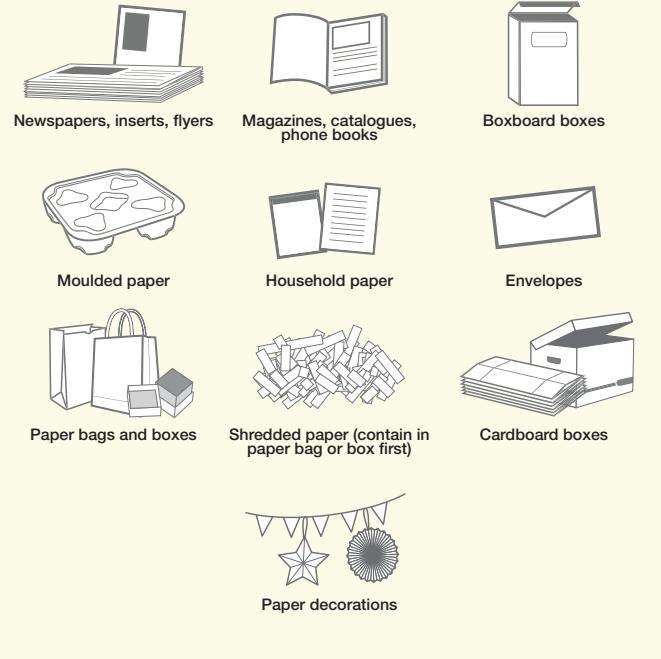 Newspapers, inserts, flyers
Magazines, catalogues,
phone books
Boxboard boxes
Moulded paper
Household paper
Envelopes
Paper bags and boxes
Shredded paper (contain in
paper bag or box first)
Cardboard boxes
Paper decorations